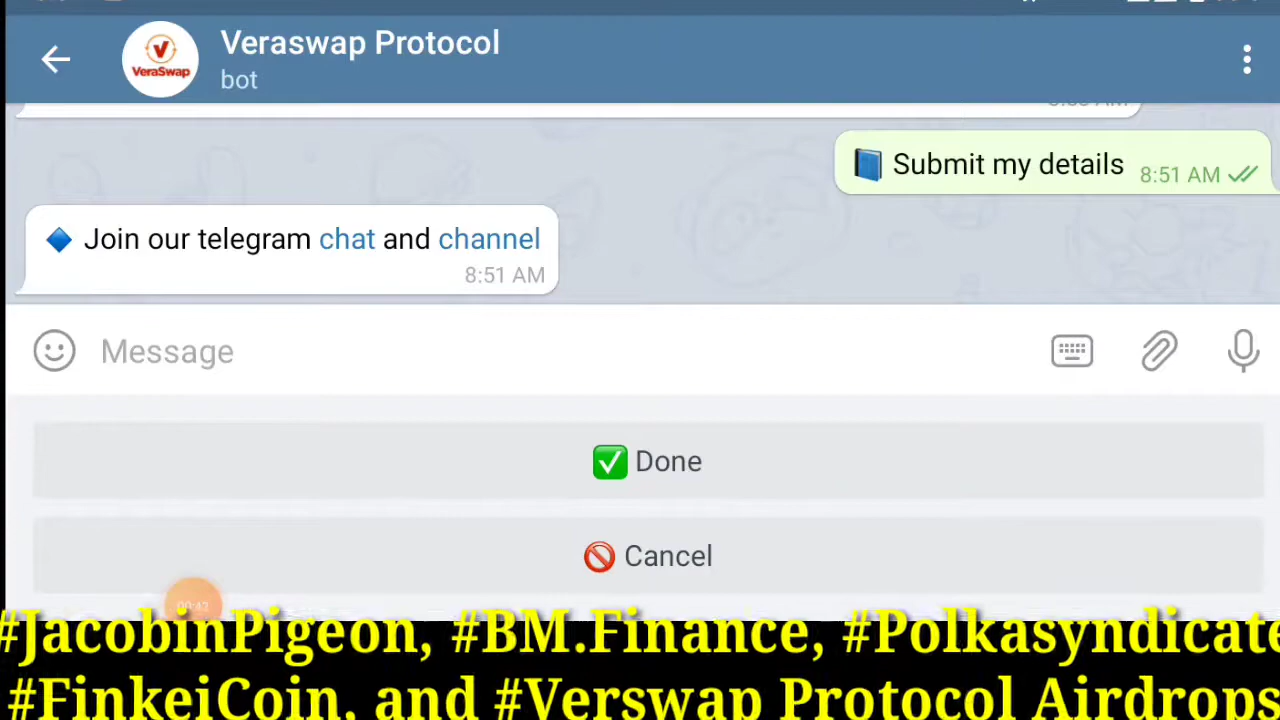 Veraswap Protocol
VeraSwap
bot
Submit my details 8:51 AM
Join our telegram chat and channel
8:51 AM
Message
Done
Cancel
#JacobinPigeon, #BM.Finance, #Polkasyndicate
#FinkeiCoin, and #Verswap Protocol Airdrops